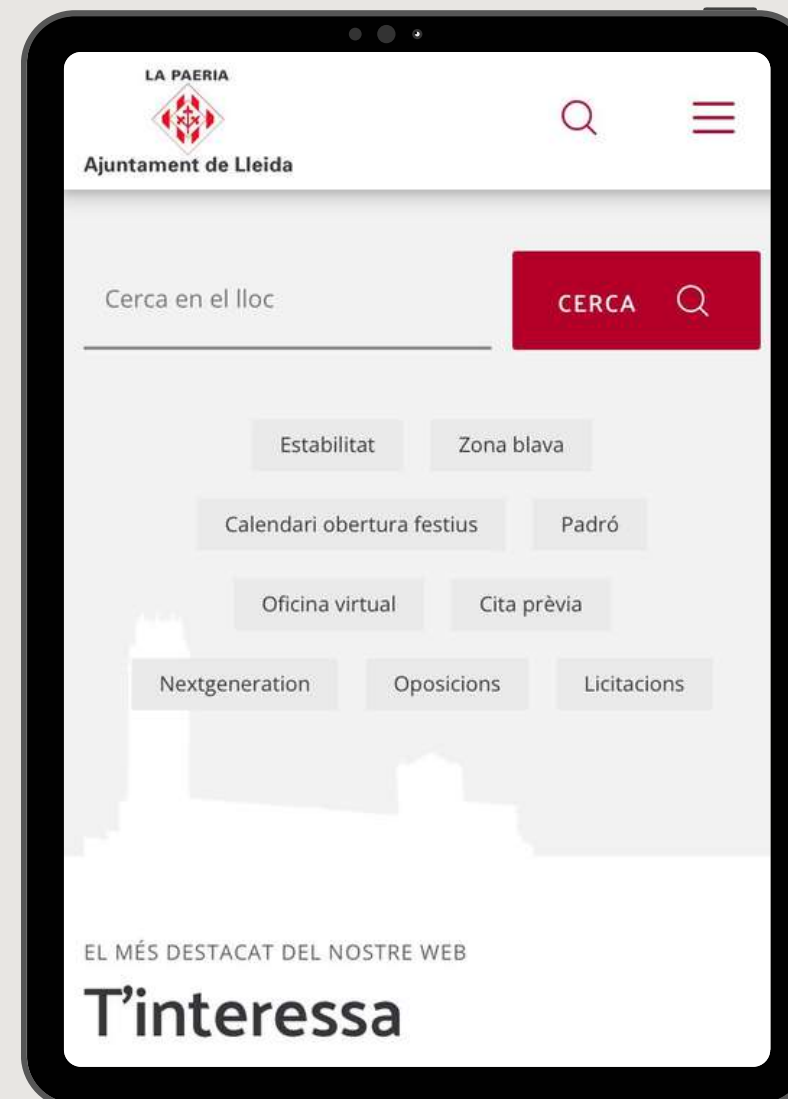 LA PAERIA
Ajuntament de Lleida
Cerca en el lloc
CERCA
Estabilitat
Zona blava
Calendari obertura festius
Padró
Oficina virtual
Cita prèvia
Nextgeneration
Oposicions
Licitacions
EL MÉS DESTACAT DEL NOSTRE WEB
T’interessa